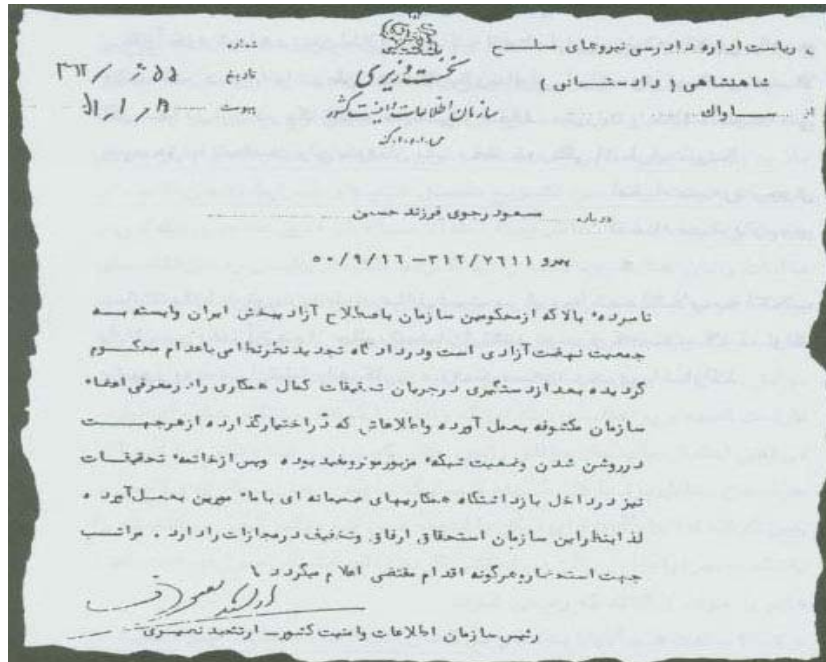 ریاست اداره دادرسی نیروهای مسلح
شاهنشاهی ( دادستانی )
از ساواک
نخست وزیری
سازمان اطلاعات و امنیت کشور
س.ا.و.ا.ک
شماره
تاریخ
پیوست
درباره مسعود رجوی فرزند حسین
پیرو ۳۱۲/۷۶۱۱ – ۵۰/۹/۱۶
نامبرده بالا که از محکومین سازمان باصطلاح آزادیبخش ایران وابسته به
جمعیت نهضت آزادی است و در دادگاه تجدید نظر نظامی باعدام محکوم
گردیده بعد از دستگیری در جریان تحقیقات کمال همکاری را در معرفی اعضاء
سازمان مکشوفه بعمل آورده و اطلاعاتی که در اختیار گذارده از هر جهت
در روشن شدن وضعیت شبکه مزبور موثر و مفید بوده و پس از خاتمه تحقیقات
نیز در داخل بازداشتگاه همکاریهای صمیمانه ای با مامورین بعمل آورده
لذا بنظر این سازمان استحقاق ارفاق و تخفیف در مجازات را دارد . مراتب
جهت استحضار و هرگونه اقدام مقتضی اعلام میگردد
رئیس سازمان اطلاعات و امنیت کشور – ارتشبد نصیری